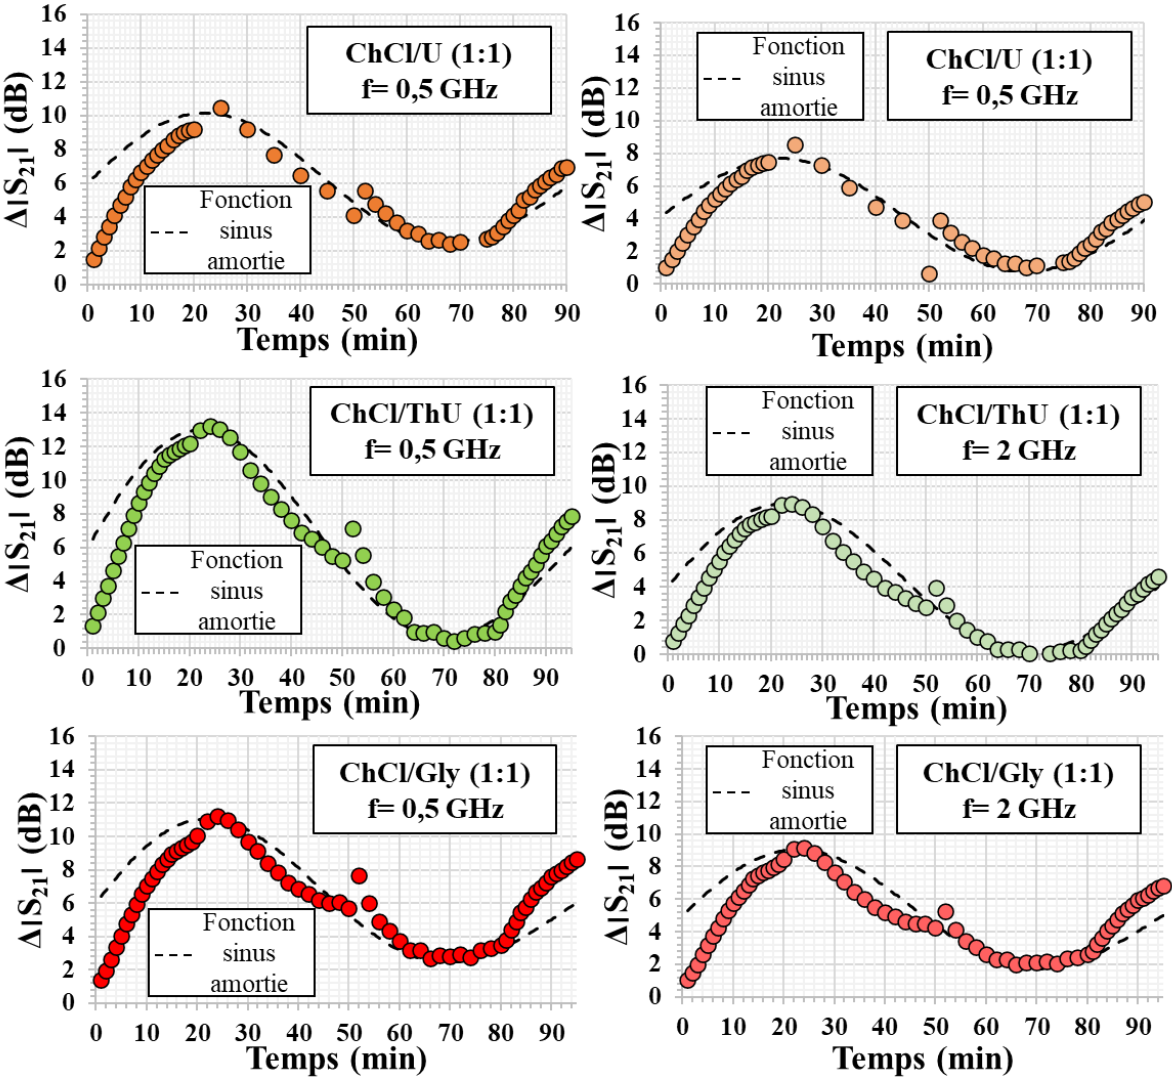 16
14
12
10
8
6
4
2
0
Δ|S21| (dB)
ChCl/U (1:1)
f= 0,5 GHz
Fonction
sinus
amortie
0 10 20 30 40 50 60 70 80 90
Temps (min)
16
14
12
10
8
6
4
2
0
Δ|S21| (dB)
Fonction
sinus
amortie
ChCl/U (1:1)
f= 0,5 GHz
0 10 20 30 40 50 60 70 80 90
Temps (min)
16
14
12
10
8
6
4
2
0
Δ|S21| (dB)
ChCl/ThU (1:1)
f= 0,5 GHz
Fonction
sinus
amortie
0 10 20 30 40 50 60 70 80 90
Temps (min)
16
14
12
10
8
6
4
2
0
Δ|S21| (dB)
Fonction
sinus
amortie
ChCl/ThU (1:1)
f= 2 GHz
0 10 20 30 40 50 60 70 80 90
Temps (min)
16
14
12
10
8
6
4
2
0
Δ|S21| (dB)
ChCl/Gly (1:1)
f= 0,5 GHz
Fonction
sinus
amortie
0 10 20 30 40 50 60 70 80 90
Temps (min)
16
14
12
10
8
6
4
2
0
Δ|S21| (dB)
Fonction
sinus
amortie
ChCl/Gly (1:1)
f= 2 GHz
0 10 20 30 40 50 60 70 80 90
Temps (min)